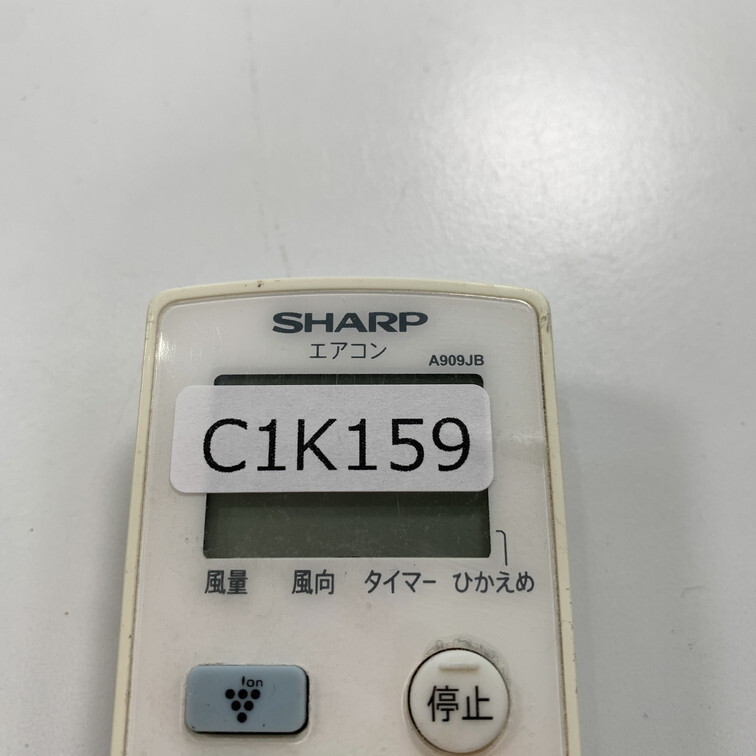 SHARP
エアコン
A909JB
C1K159
風量 風向 タイマー ひかえめ
Ion
停止